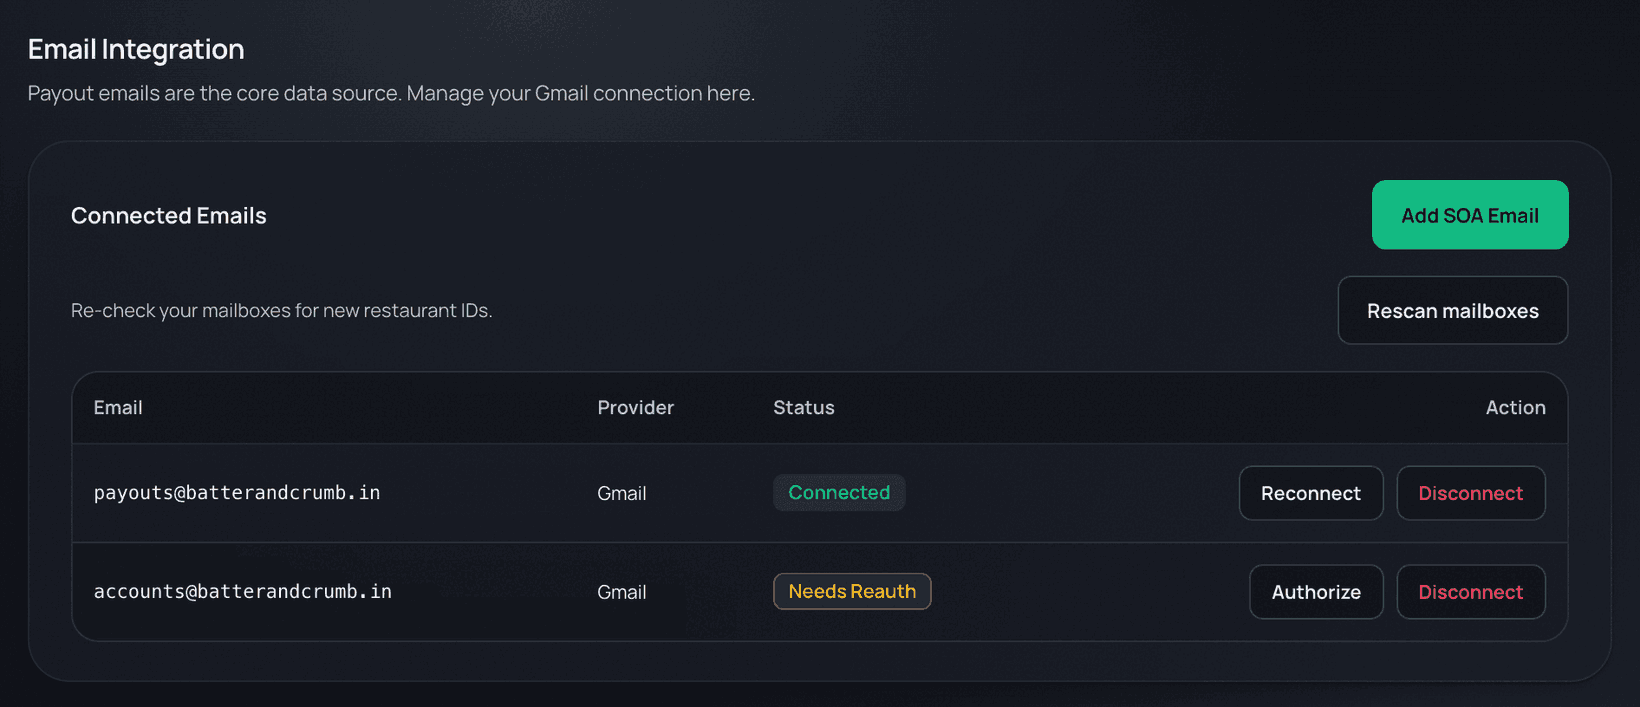 Email Integration
Payout emails are the core data source. Manage your Gmail connection here.
Connected Emails
Add SOA Email
Re-check your mailboxes for new restaurant IDs.
Rescan mailboxes
Email Provider Status Action
payouts@batterandcrumb.in Gmail Connected Reconnect Disconnect
accounts@batterandcrumb.in Gmail Needs Reauth Authorize Disconnect